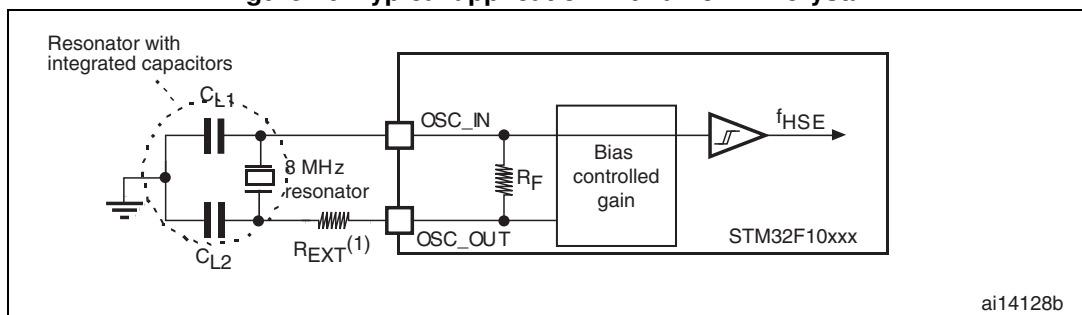 Resonator with
integrated capacitors
CL1
OSC_IN
fHSE
8 MHz
resonator
RF
Bias
controlled
gain
OSC_OUT
STM32F10xxx
REXT(1)
CL2
ai14128b